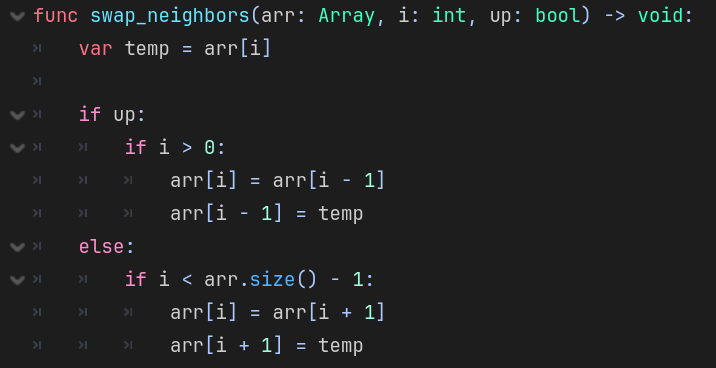 func swap_neighbors(arr: Array, i: int, up: bool) -> void:
	var temp = arr[i]

	if up:
		if i > 0:
			arr[i] = arr[i - 1]
			arr[i - 1] = temp
	else:
		if i < arr.size() - 1:
			arr[i] = arr[i + 1]
			arr[i + 1] = temp